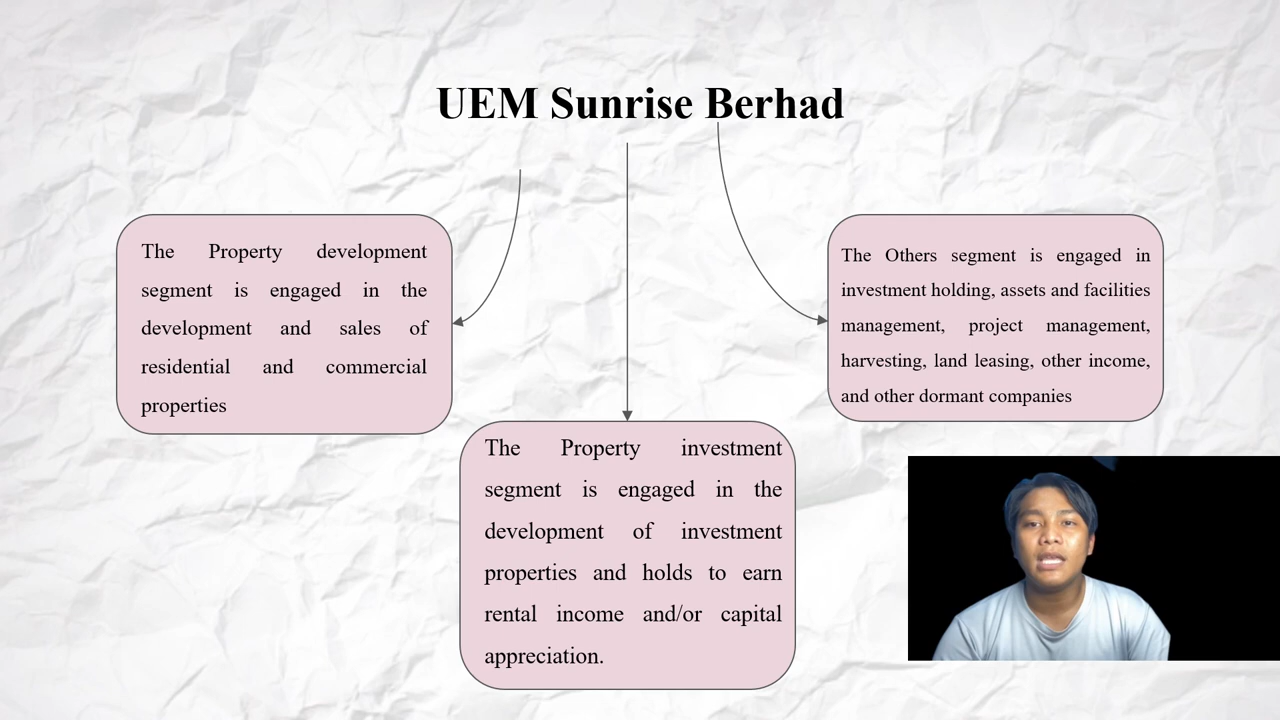 UEM Sunrise Berhad
The Property development
segment is engaged in the
development and sales of
residential and commercial
properties
The Property investment
segment is engaged in the
development of investment
properties and holds to earn
rental income and/or capital
appreciation.
The Others segment is engaged in
investment holding, assets and facilities
management, project management,
harvesting, land leasing, other income,
and other dormant companies